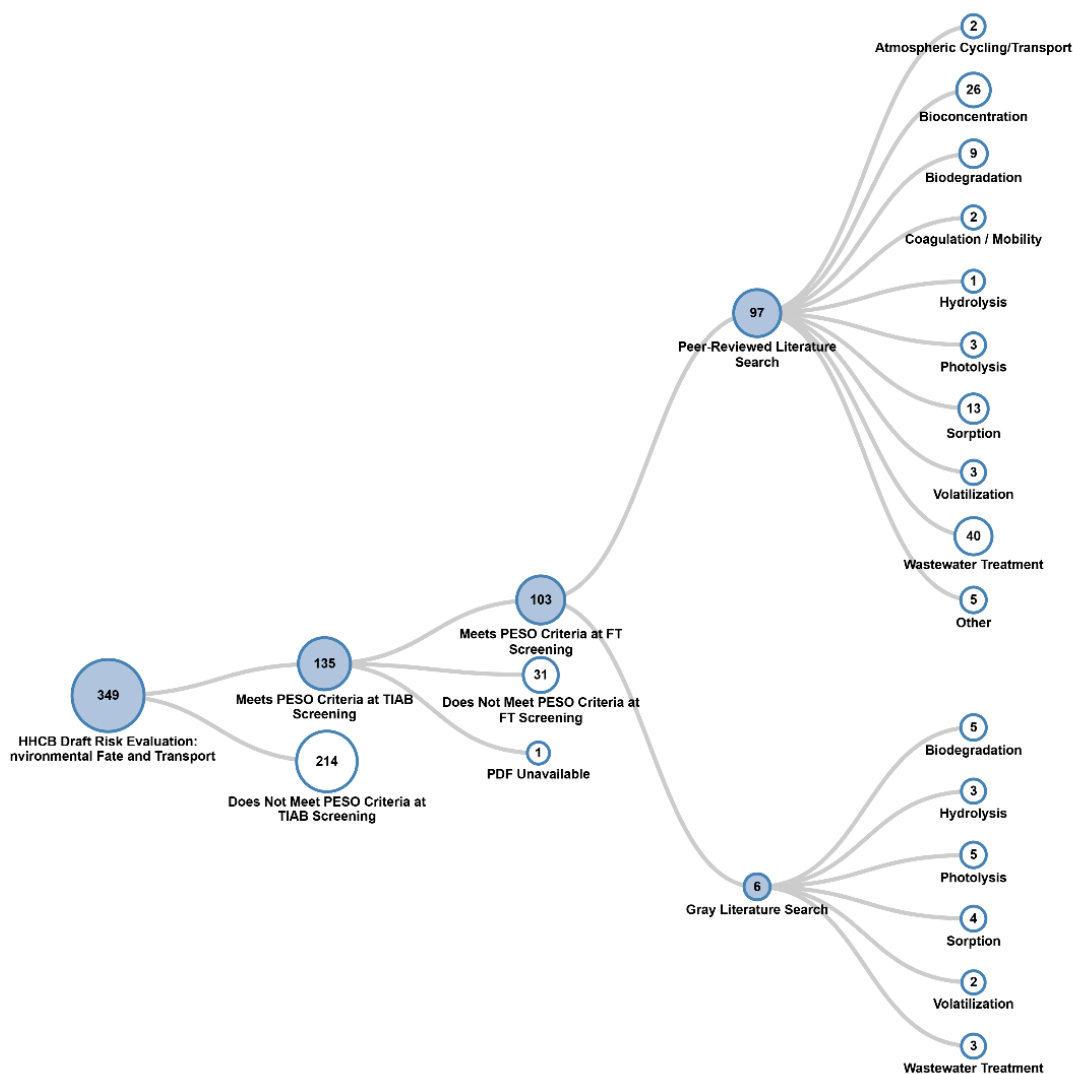 349
HHCB Draft Risk Evaluation:
nvironmental Fate and Transport
135
Meets PESO Criteria at TIAB
Screening
214
Does Not Meet PESO Criteria at
TIAB Screening
103
Meets PESO Criteria at FT
Screening
31
Does Not Meet PESO Criteria at
FT Screening
1
PDF Unavailable
97
Peer-Reviewed Literature
Search
2
Atmospheric Cycling/Transport
26
Bioconcentration
9
Biodegradation
2
Coagulation / Mobility
1
Hydrolysis
3
Photolysis
13
Sorption
3
Volatilization
40
Wastewater Treatment
5
Other
6
Gray Literature Search
5
Biodegradation
3
Hydrolysis
5
Photolysis
4
Sorption
2
Volatilization
3
Wastewater Treatment